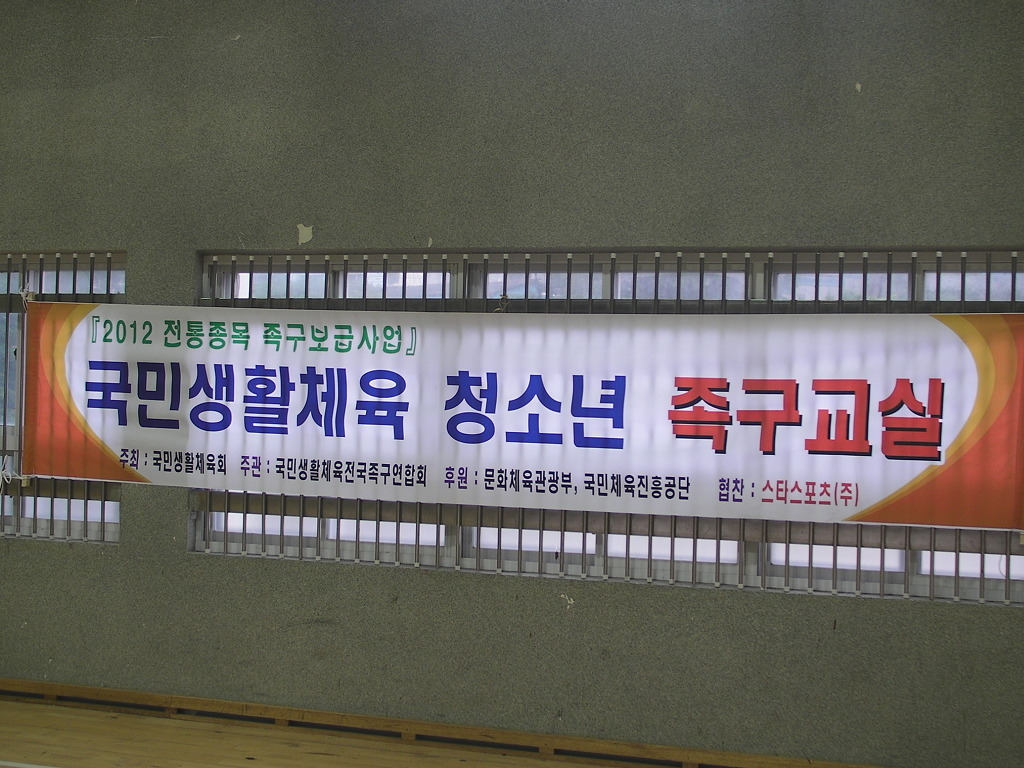 『2012 전통종목 족구보급사업』
국민생활체육 청소년 족구교실
주최 : 국민생활체육회 주관 : 국민생활체육전국족구연합회 후원 : 문화체육관광부, 국민체육진흥공단 협찬 : 스타스포츠(주)